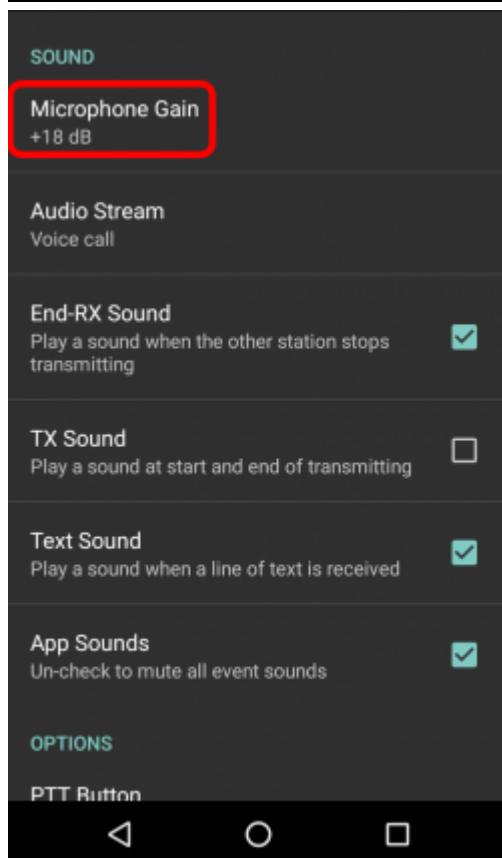 SOUND
Microphone Gain
+18 dB
Audio Stream
Voice call
End-RX Sound
Play a sound when the other station stops
transmitting
TX Sound
Play a sound at start and end of transmitting
Text Sound
Play a sound when a line of text is received
App Sounds
Un-check to mute all event sounds
OPTIONS
PTT Button